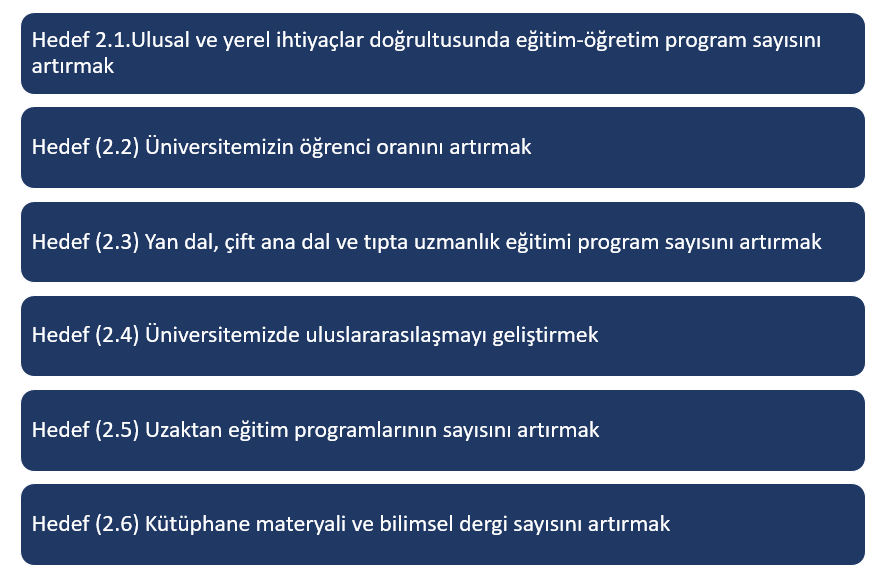 Hedef 2.1.Ulusal ve yerel ihtiyaçlar doğrultusunda eğitim-öğretim program sayısını
artırmak
Hedef (2.2) Üniversitemizin öğrenci oranını artırmak
Hedef (2.3) Yan dal, çift ana dal ve tıpta uzmanlık eğitimi program sayısını artırmak
Hedef (2.4) Üniversitemizde uluslararasılaşmayı geliştirmek
Hedef (2.5) Uzaktan eğitim programlarının sayısını artırmak
Hedef (2.6) Kütüphane materyali ve bilimsel dergi sayısını artırmak